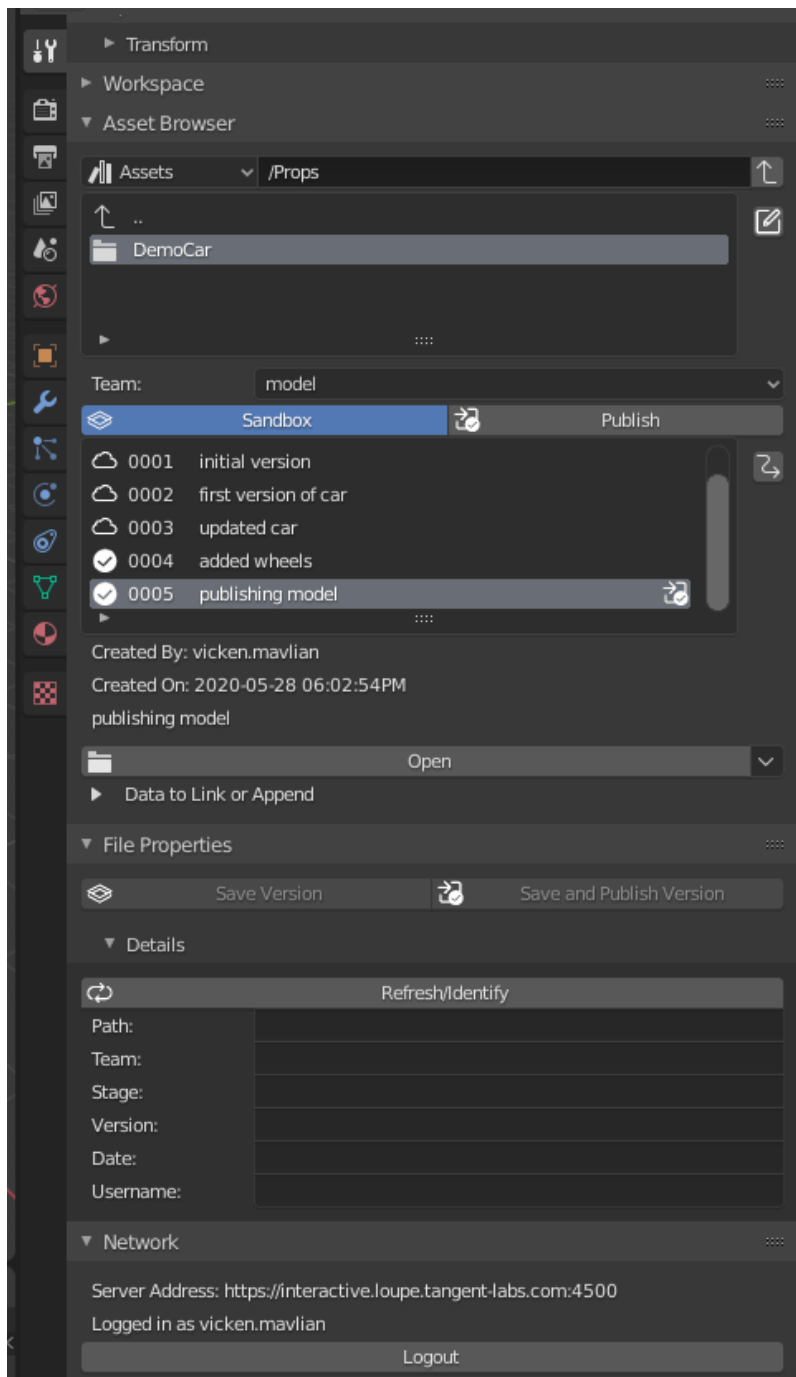 Transform
Workspace
Asset Browser
Assets /Props
..
DemoCar
Team: model
Sandbox Publish
0001 initial version
0002 first version of car
0003 updated car
0004 added wheels
0005 publishing model
Created By: vicken.mavlian
Created On: 2020-05-28 06:02:54PM
publishing model
Open
Data to Link or Append
File Properties
Save Version Save and Publish Version
Details
Refresh/Identify
Path:
Team:
Stage:
Version:
Date:
Username:
Network
Server Address: https://interactive.loupe.tangent-labs.com:4500
Logged in as vicken.mavlian
Logout